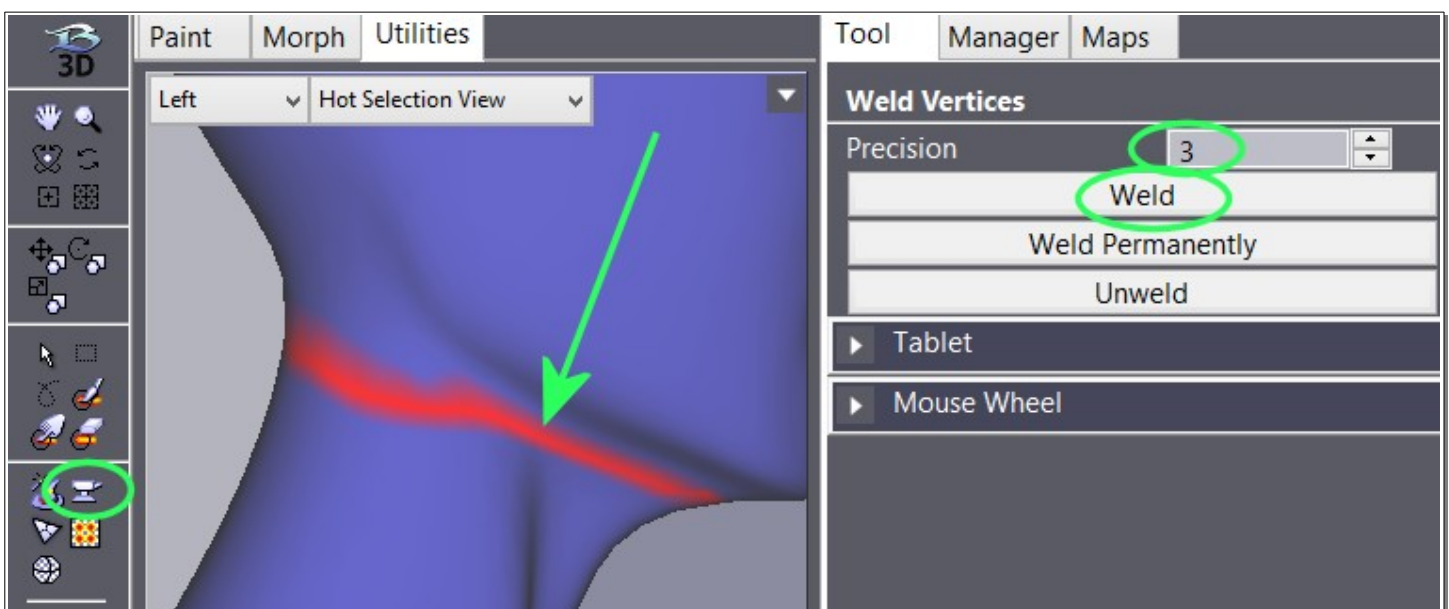 3D
Paint Morph Utilities
Left Hot Selection View
Tool Manager Maps
Weld Vertices
Precision 3
Weld
Weld Permanently
Unweld
Tablet
Mouse Wheel